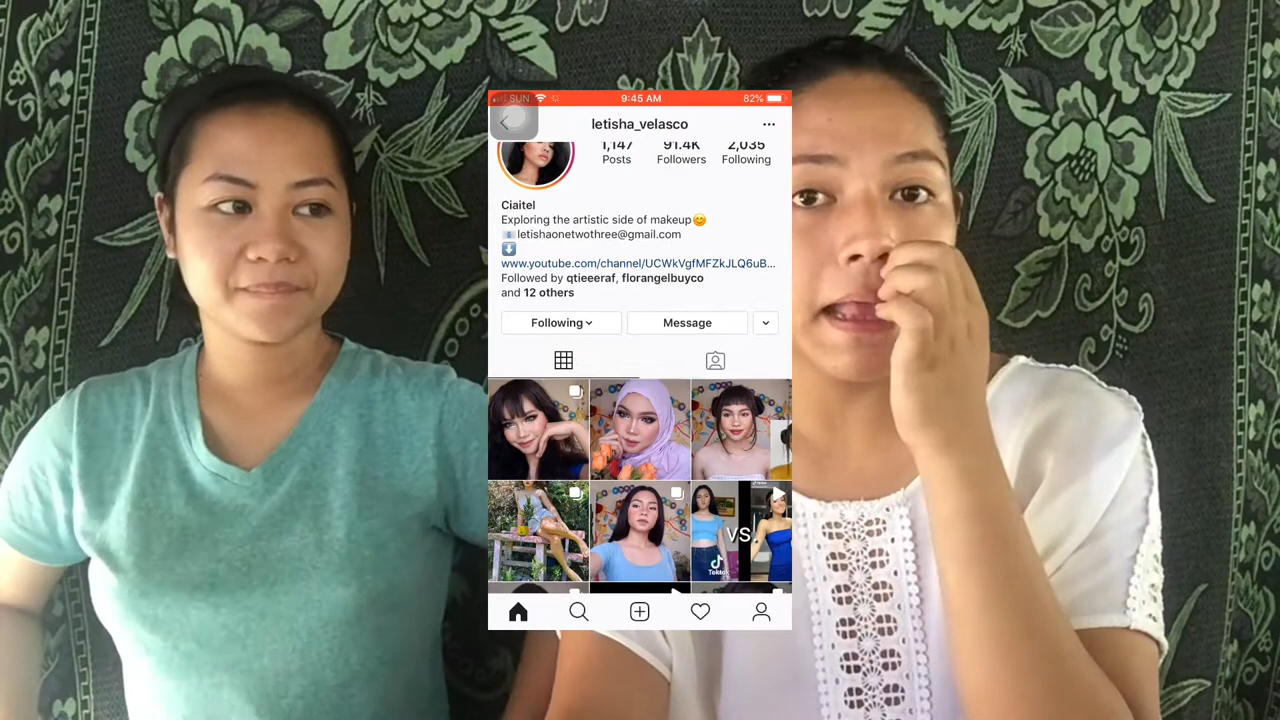 SUN 9:45 AM 82%
letisha_velasco
1,147 91.4K 2,035
Posts Followers Following
Ciaitel
Exploring the artistic side of makeup😊
📧letishaonetwothree@gmail.com
⬇️
www.youtube.com/channel/UCWkVgfMFZkJLQ6uB...
Followed by qtieeeraf, florangelbuyco
and 12 others
Following Message
VS
TikTok